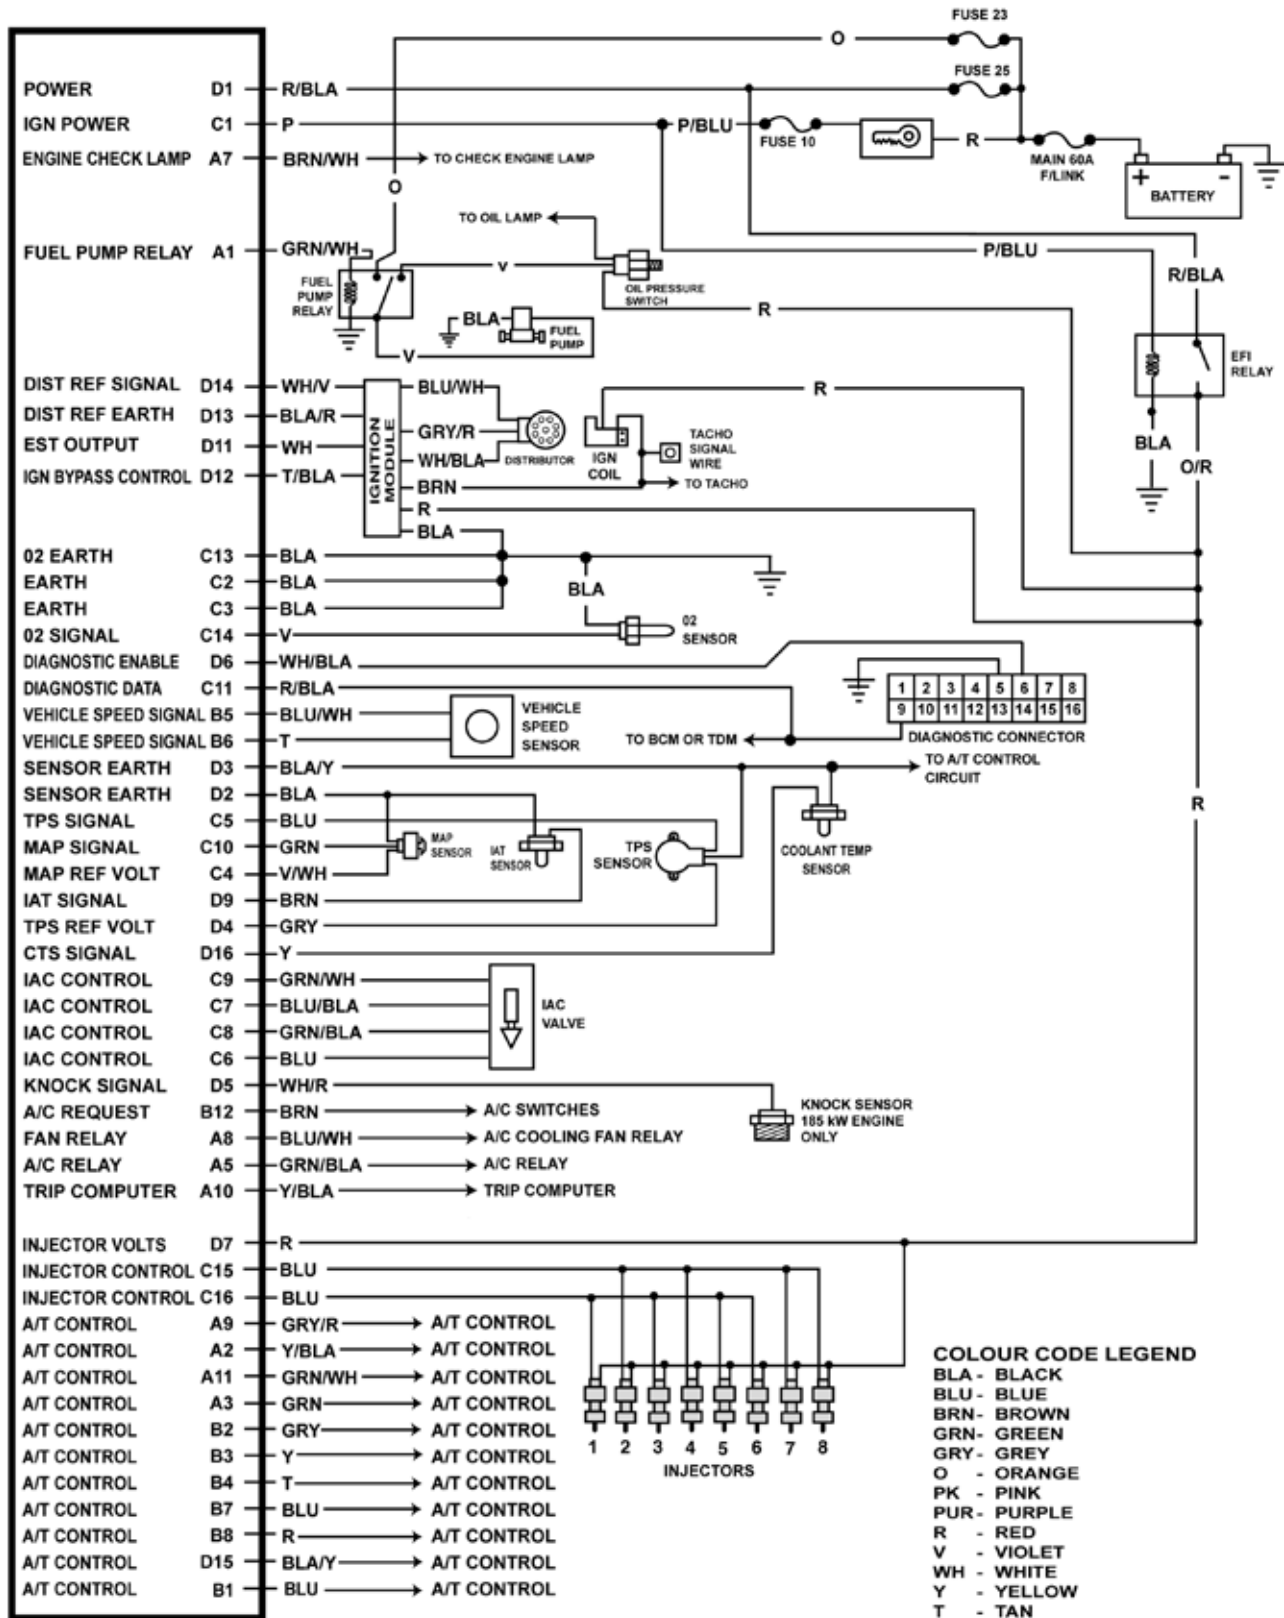 FUSE 23
O
FUSE 25
POWER D1 R/BLA
IGN POWER C1 P P/BLU FUSE 10 R MAIN 60A F/LINK
+ -
BATTERY
ENGINE CHECK LAMP A7 BRN/WH TO CHECK ENGINE LAMP
O
TO OIL LAMP
FUEL PUMP RELAY A1 GRN/WH
P/BLU
R/BLA
V
FUEL PUMP RELAY
OIL PRESSURE SWITCH
R
BLA
FUEL PUMP
V
EFI RELAY
DIST REF SIGNAL D14 WH/V BLU/WH
R
DIST REF EARTH D13 BLA/R GRY/R
EST OUTPUT D11 WH WH/BLA
IGN BYPASS CONTROL D12 T/BLA BRN
IGNITION MODULE
DISTRIBUTOR
IGN COIL
TACHO SIGNAL WIRE
TO TACHO
R
BLA
BLA
O/R
02 EARTH C13 BLA
EARTH C2 BLA
BLA
EARTH C3 BLA
02 SIGNAL C14 V
02 SENSOR
DIAGNOSTIC ENABLE D6 WH/BLA
DIAGNOSTIC DATA C11 R/BLA
1 2 3 4 5 6 7 8
9 10 11 12 13 14 15 16
DIAGNOSTIC CONNECTOR
VEHICLE SPEED SIGNAL B5 BLU/WH
VEHICLE SPEED SIGNAL B6 T
VEHICLE SPEED SENSOR
TO BCM OR TDM
SENSOR EARTH D3 BLA/Y
TO A/T CONTROL CIRCUIT
SENSOR EARTH D2 BLA
R
TPS SIGNAL C5 BLU
MAP SIGNAL C10 GRN
MAP SENSOR
IAT SENSOR
TPS SENSOR
COOLANT TEMP SENSOR
MAP REF VOLT C4 V/WH
IAT SIGNAL D9 BRN
TPS REF VOLT D4 GRY
CTS SIGNAL D16 Y
IAC CONTROL C9 GRN/WH
IAC CONTROL C7 BLU/BLA
IAC VALVE
IAC CONTROL C8 GRN/BLA
IAC CONTROL C6 BLU
KNOCK SIGNAL D5 WH/R
KNOCK SENSOR
185 kW ENGINE
ONLY
A/C REQUEST B12 BRN A/C SWITCHES
FAN RELAY A8 BLU/WH A/C COOLING FAN RELAY
A/C RELAY A5 GRN/BLA A/C RELAY
TRIP COMPUTER A10 Y/BLA TRIP COMPUTER
INJECTOR VOLTS D7 R
INJECTOR CONTROL C15 BLU
INJECTOR CONTROL C16 BLU
A/T CONTROL A9 GRY/R A/T CONTROL
A/T CONTROL A2 Y/BLA A/T CONTROL
A/T CONTROL A11 GRN/WH A/T CONTROL
A/T CONTROL A3 GRN A/T CONTROL
A/T CONTROL B2 GRY A/T CONTROL
A/T CONTROL B3 Y A/T CONTROL
A/T CONTROL B4 T A/T CONTROL
A/T CONTROL B7 BLU A/T CONTROL
A/T CONTROL B8 R A/T CONTROL
A/T CONTROL D15 BLA/Y A/T CONTROL
A/T CONTROL B1 BLU A/T CONTROL
1 2 3 4 5 6 7 8
INJECTORS
COLOUR CODE LEGEND
BLA - BLACK
BLU - BLUE
BRN - BROWN
GRN - GREEN
GRY - GREY
O - ORANGE
PK - PINK
PUR - PURPLE
R - RED
V - VIOLET
WH - WHITE
Y - YELLOW
T - TAN